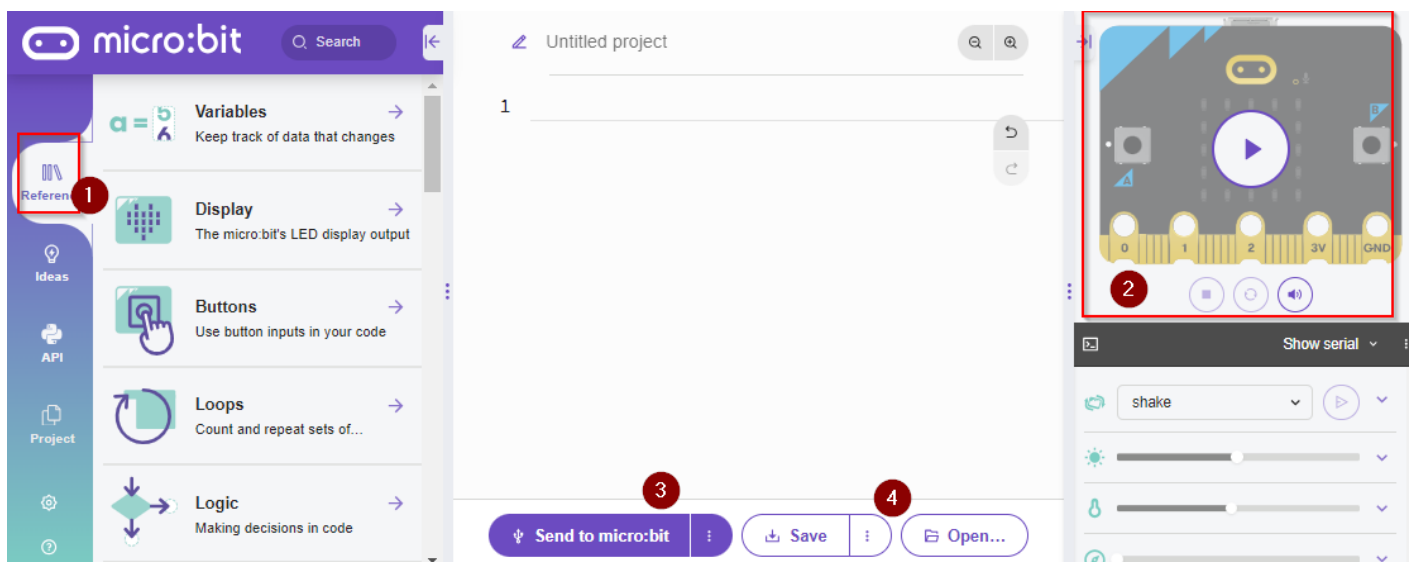 micro:bit
Search
Untitled project
Reference
1
Ideas
API
Project
Variables
Keep track of data that changes
Display
The micro:bit's LED display output
Buttons
Use button inputs in your code
Loops
Count and repeat sets of...
Logic
Making decisions in code
1
3
Send to micro:bit
4
Save
Open...
B
A
0 1 2 3V GND
2
Show serial
shake